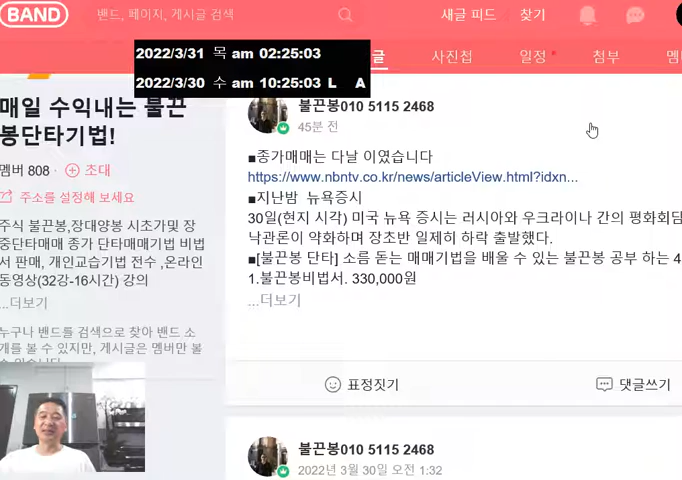 BAND
밴드, 페이지, 게시글 검색
새글 피드
찾기
2022/3/31 목 am 02:25:03
2022/3/30 수 am 10:25:03 L A
글
사진첩
일정
첨부
멤
매일 수익내는 불끈
봉단타기법!
멤버 808
초대
주소를 설정해 보세요
주식 불끈봉,장대양봉 시초가및 장
중단타매매 종가 단타매매기법 비법
서 판매, 개인교습기법 전수 ,온라인
동영상(32강-16시간) 강의
...더보기
누구나 밴드를 검색으로 찾아 밴드 소
개를 볼 수 있지만, 게시글은 멤버만 볼
불끈봉010 5115 2468
45분 전
■종가매매는 다날 이였습니다
https://www.nbntv.co.kr/news/articleView.html?idxn...
■지난밤 뉴욕증시
30일(현지 시각) 미국 뉴욕 증시는 러시아와 우크라이나 간의 평화회담
낙관론이 약화하며 장초반 일제히 하락 출발했다.
■[불끈봉 단타] 소름 돋는 매매기법을 배울 수 있는 불끈봉 공부 하는 4
1.불끈봉비법서. 330,000원
...더보기
표정짓기
댓글쓰기
불끈봉010 5115 2468
2022년 3월 30일 오전 1:32